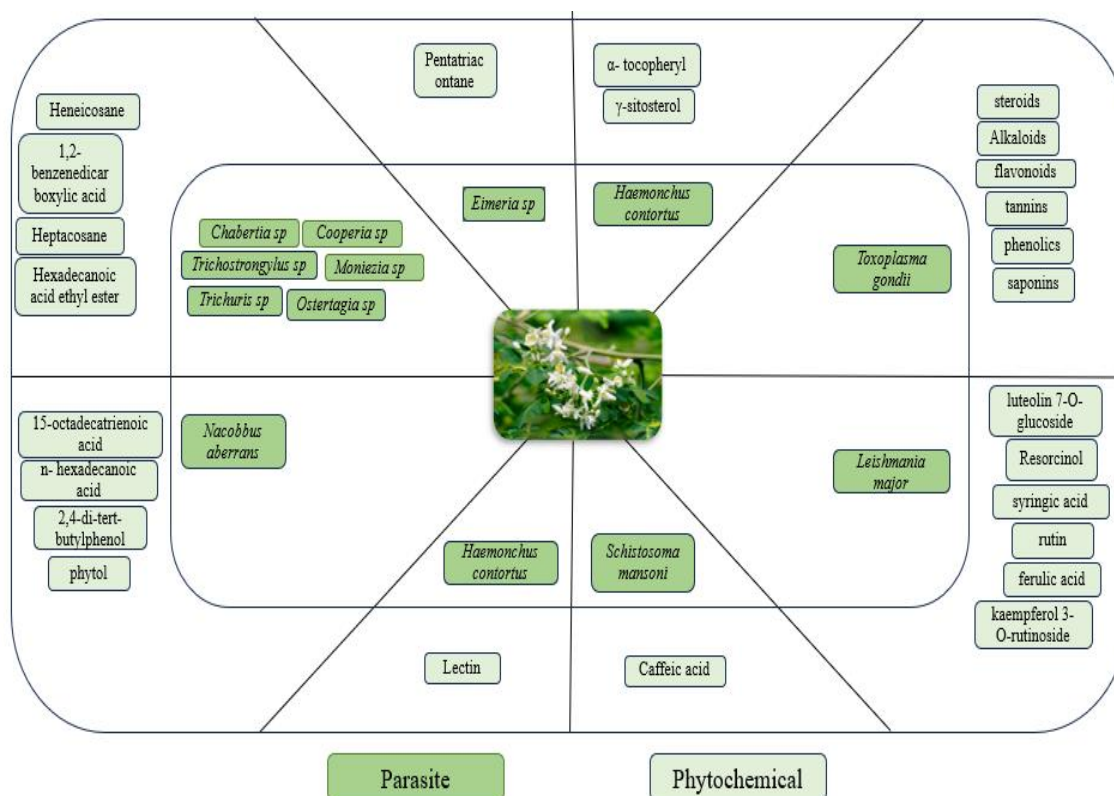 Pentatriac
ontane
α- tocopheryl
γ-sitosterol
Heneicosane
1,2-
benzenedicar
boxylic acid
Heptacosane
Hexadecanoic
acid ethyl ester
steroids
Alkaloids
flavonoids
tannins
phenolics
saponins
Eimeria sp
Haemonchus
contortus
Chabertia sp
Cooperia sp
Trichostrongylus sp
Moniezia sp
Trichuris sp
Ostertagia sp
Toxoplasma
gondii
15-octadecatrienoic
acid
n- hexadecanoic
acid
2,4-di-tert-
butylphenol
phytol
Nacobbus
aberrans
Leishmania
major
luteolin 7-O-
glucoside
Resorcinol
syringic acid
rutin
ferulic acid
kaempferol 3-
O-rutinoside
Haemonchus
contortus
Schistosoma
mansoni
Lectin
Caffeic acid
Parasite
Phytochemical